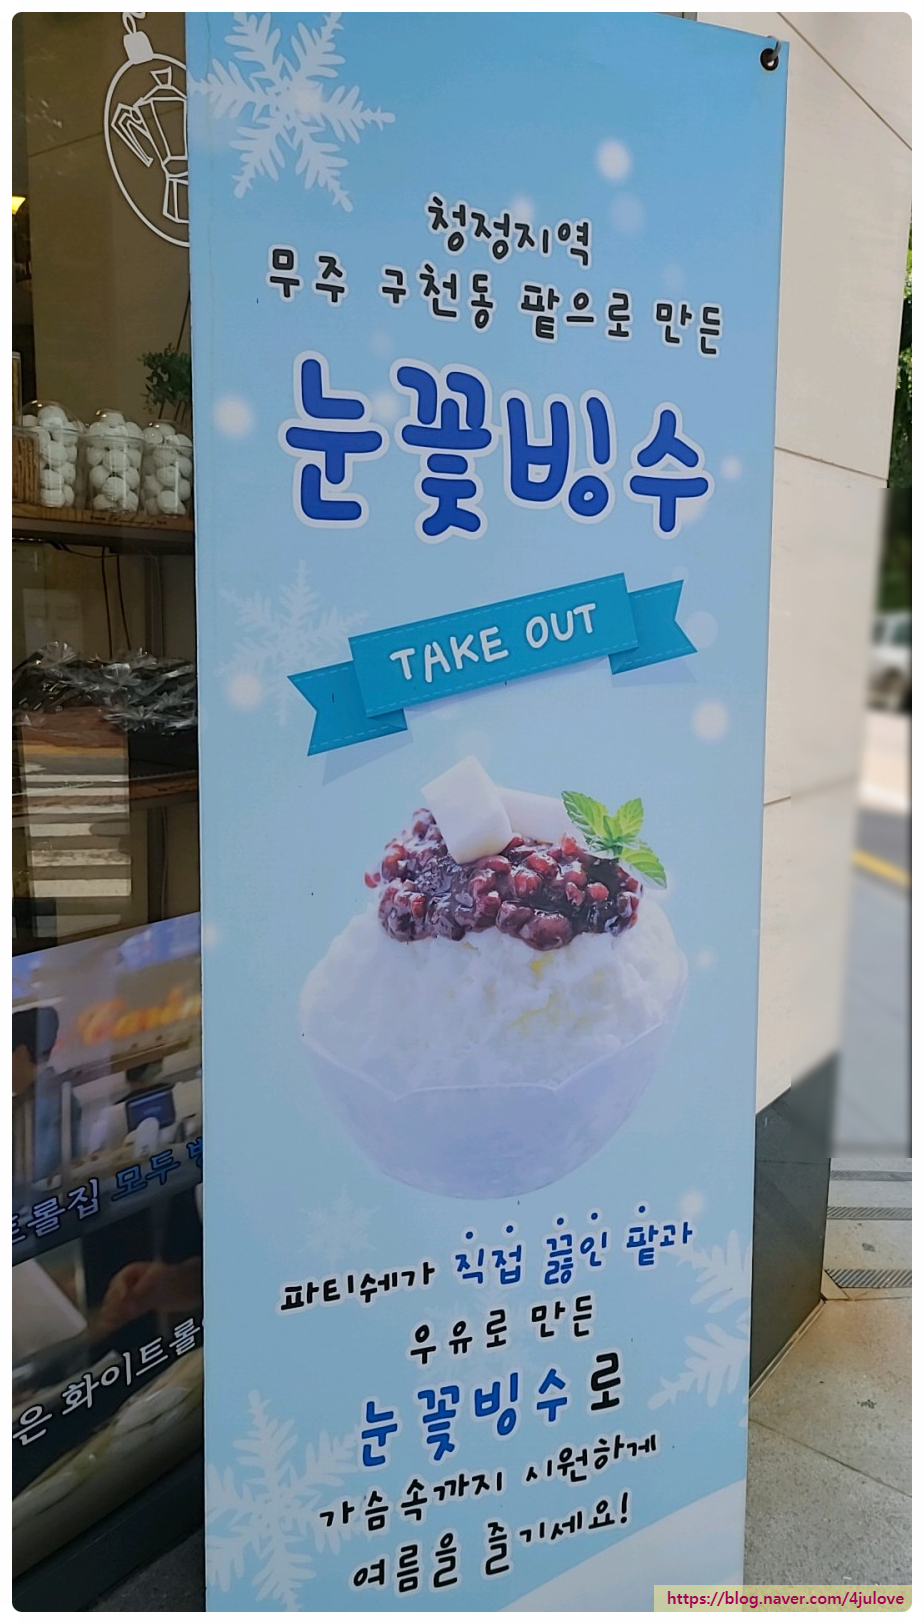 청정지역
무주 구천동 팥으로 만든
눈꽃빙수
TAKE OUT
파티쉐가 직접 끓인 팥과
우유로 만든
눈꽃빙수로
가슴속까지 시원하게
여름을 즐기세요!
트롤집 모두
은 화이트롤
https://blog.naver.com/4julove